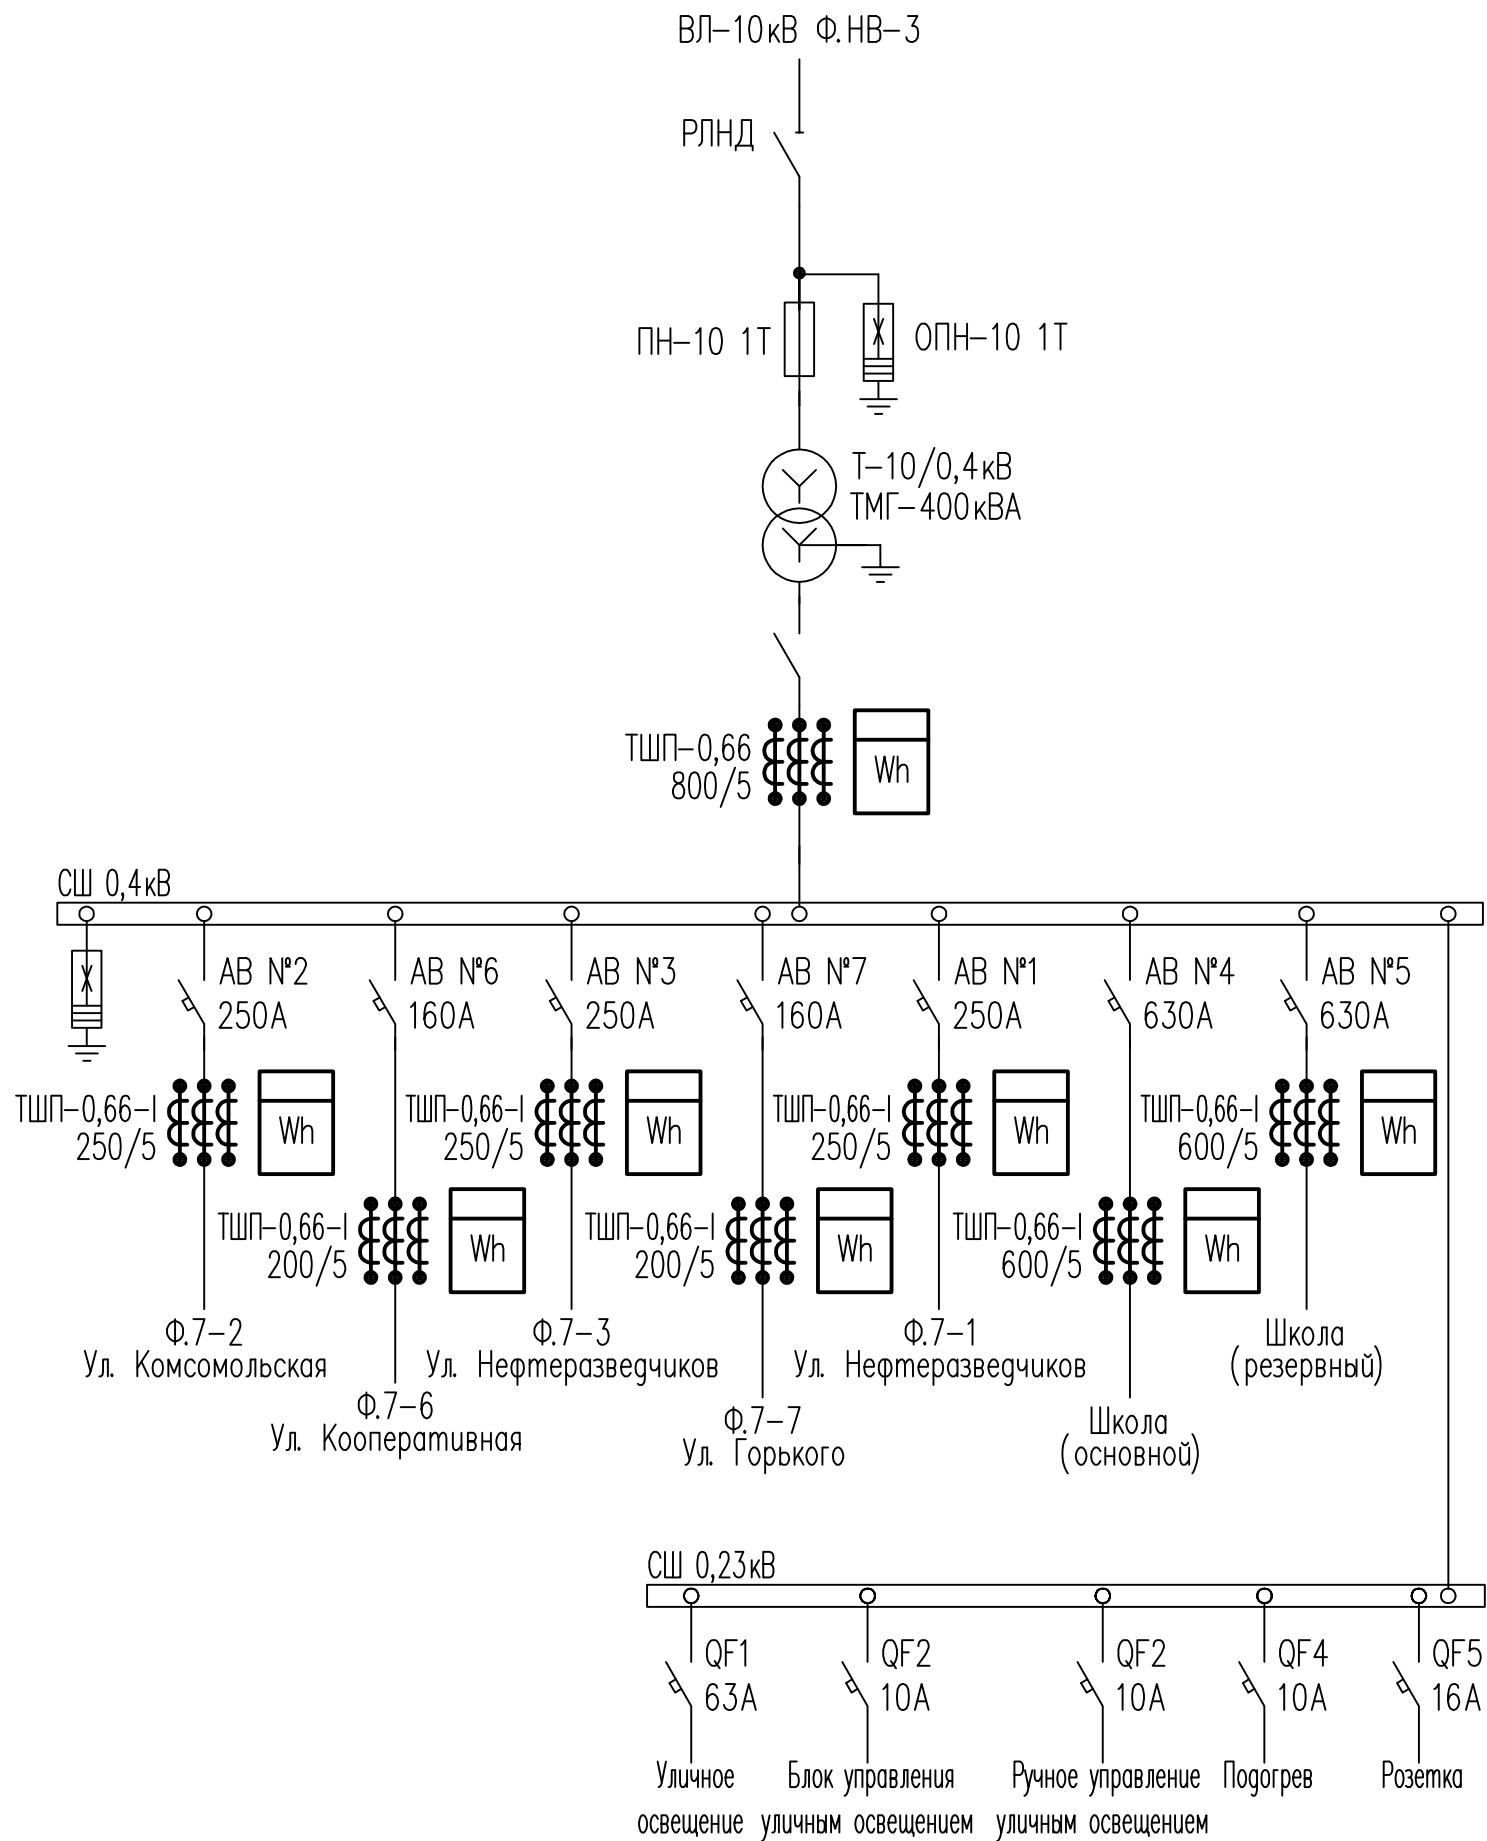 ВЛ-10кВ Ф.НВ-3
РЛНД
ПН-10 1Т
ОПН-10 1Т
Т-10/0,4кВ
ТМГ-400кВА
ТШП-0,66
800/5
Wh
СШ 0,4кВ
АВ №2
250А
АВ №6
160А
АВ №3
250А
АВ №7
160А
АВ №1
250А
АВ №4
630А
АВ №5
630А
ТШП-0,66-I
250/5
Wh
ТШП-0,66-I
250/5
Wh
ТШП-0,66-I
250/5
Wh
ТШП-0,66-I
600/5
Wh
ТШП-0,66-I
200/5
Wh
ТШП-0,66-I
200/5
Wh
ТШП-0,66-I
600/5
Wh
Ф.7-2
Ул. Комсомольская
Ф.7-3
Ул. Нефтеразведчиков
Ф.7-1
Ул. Нефтеразведчиков
Школа
(резервный)
Ф.7-6
Ул. Кооперативная
Ф.7-7
Ул. Горького
Школа
(основной)
СШ 0,23кВ
QF1
63А
QF2
10А
QF2
10А
QF4
10А
QF5
16А
Уличное
освещение
Блок управления
уличным освещением
Ручное управление
уличным освещением
Подогрев
Розетка